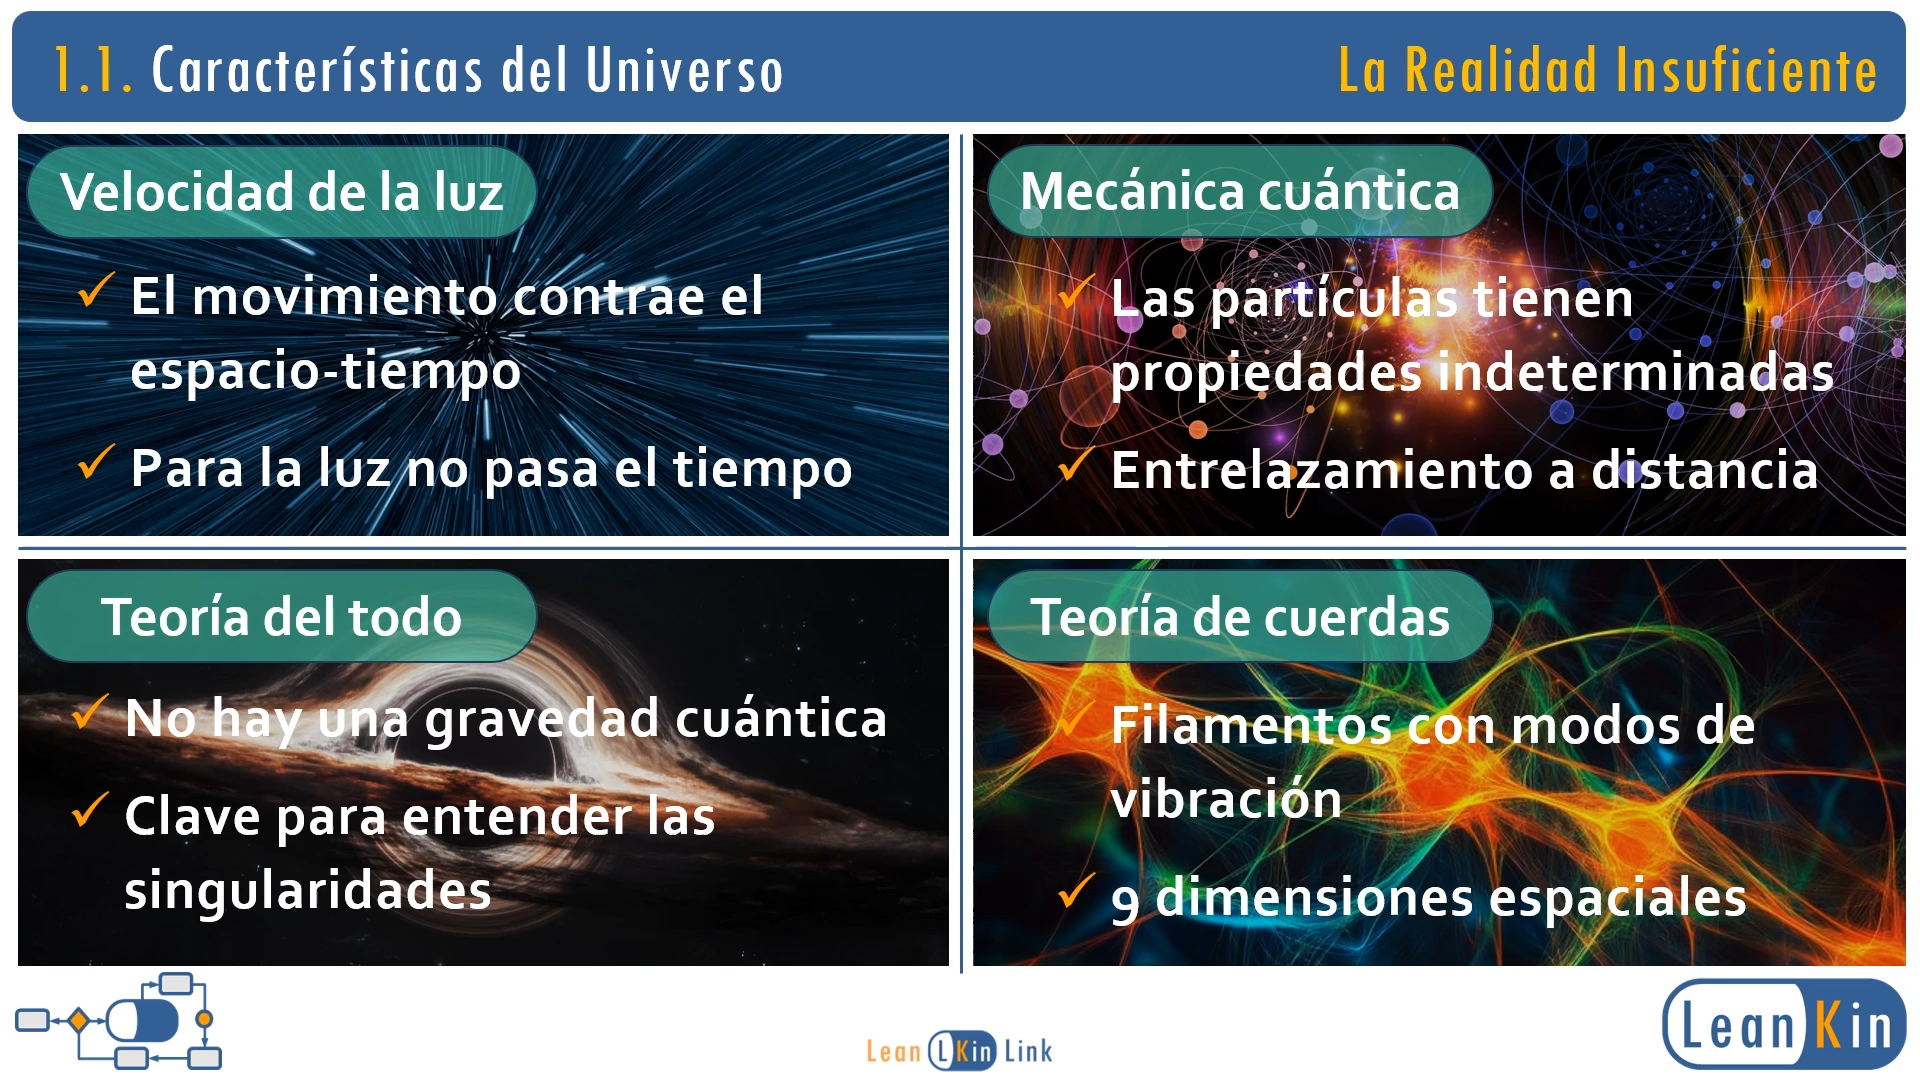 1.1. Características del Universo
La Realidad Insuficiente
Velocidad de la luz
✓ El movimiento contrae el
espacio-tiempo
✓ Para la luz no pasa el tiempo
Mecánica cuántica
✓ Las partículas tienen
propiedades indeterminadas
✓ Entrelazamiento a distancia
Teoría del todo
✓ No hay una gravedad cuántica
✓ Clave para entender las
singularidades
Teoría de cuerdas
✓ Filamentos con modos de
vibración
✓ 9 dimensiones espaciales
Lean LKin Link
LeanKin